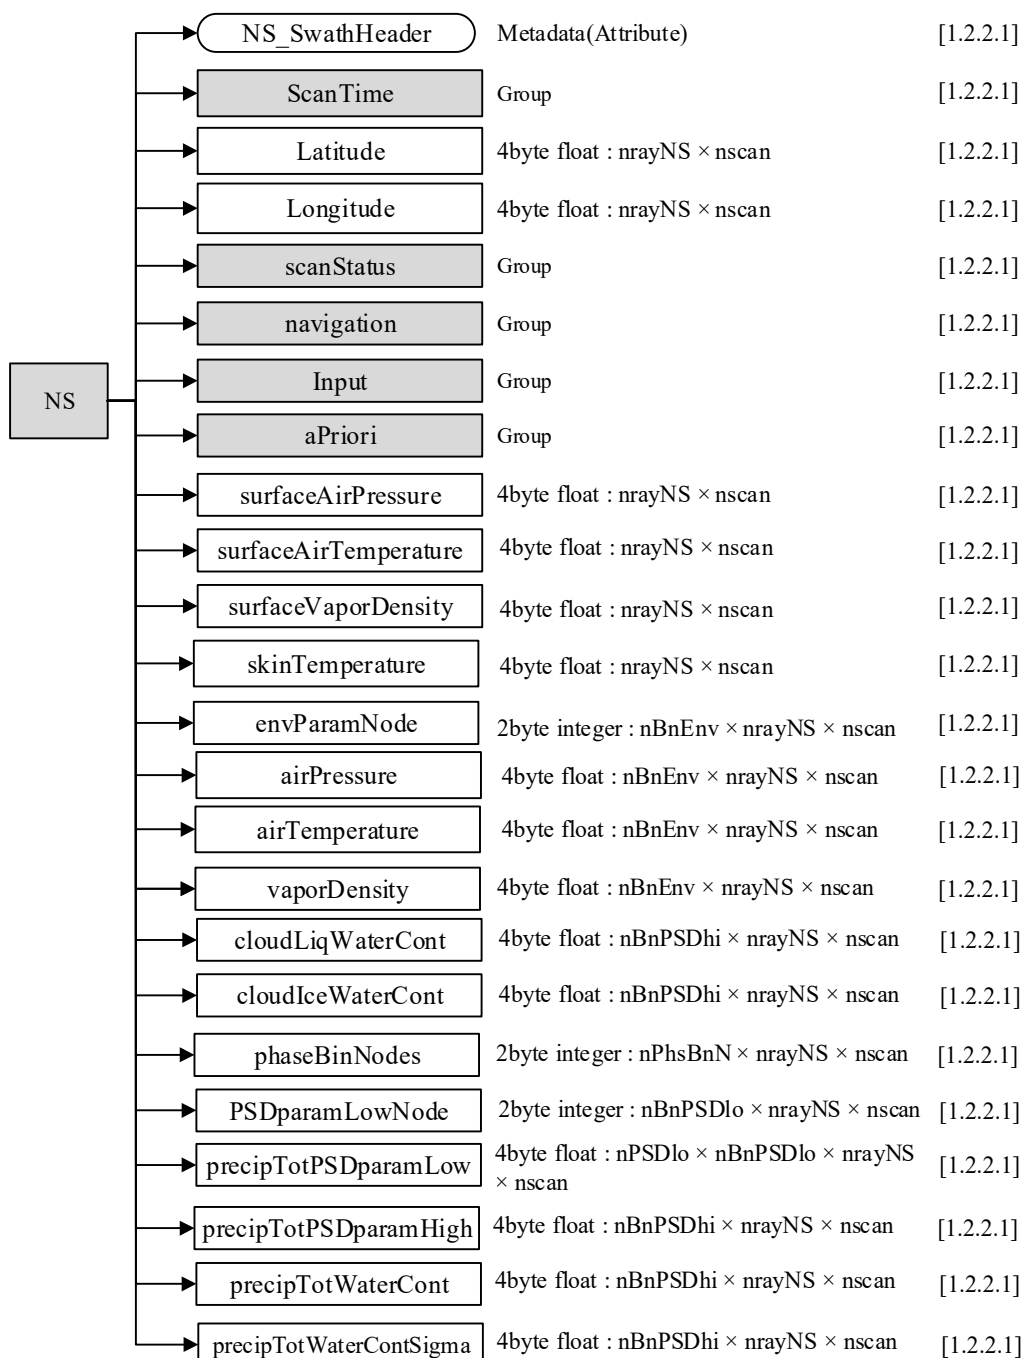 NS_SwathHeader Metadata(Attribute) [1.2.2.1]
ScanTime Group [1.2.2.1]
Latitude 4byte float : nrayNS × nscan [1.2.2.1]
Longitude 4byte float : nrayNS × nscan [1.2.2.1]
scanStatus Group [1.2.2.1]
navigation Group [1.2.2.1]
Input Group [1.2.2.1]
NS
aPriori Group [1.2.2.1]
surfaceAirPressure 4byte float : nrayNS × nscan [1.2.2.1]
surfaceAirTemperature 4byte float : nrayNS × nscan [1.2.2.1]
surfaceVaporDensity 4byte float : nrayNS × nscan [1.2.2.1]
skinTemperature 4byte float : nrayNS × nscan [1.2.2.1]
envParamNode 2byte integer : nBnEnv × nrayNS × nscan [1.2.2.1]
airPressure 4byte float : nBnEnv × nrayNS × nscan [1.2.2.1]
airTemperature 4byte float : nBnEnv × nrayNS × nscan [1.2.2.1]
vaporDensity 4byte float : nBnEnv × nrayNS × nscan [1.2.2.1]
cloudLiqWaterCont 4byte float : nBnPSDhi × nrayNS × nscan [1.2.2.1]
cloudIceWaterCont 4byte float : nBnPSDhi × nrayNS × nscan [1.2.2.1]
phaseBinNodes 2byte integer : nPhsBnN × nrayNS × nscan [1.2.2.1]
PSDparamLowNode 2byte integer : nBnPSDlo × nrayNS × nscan [1.2.2.1]
precipTotPSDparamLow 4byte float : nPSDlo × nBnPSDlo × nrayNS [1.2.2.1]
× nscan
precipTotPSDparamHigh 4byte float : nBnPSDhi × nrayNS × nscan [1.2.2.1]
precipTotWaterCont 4byte float : nBnPSDhi × nrayNS × nscan [1.2.2.1]
precipTotWaterContSigma 4byte float : nBnPSDhi × nrayNS × nscan [1.2.2.1]